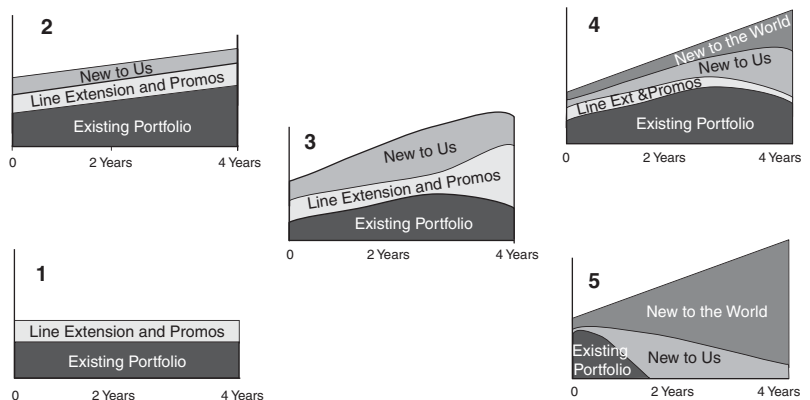 2
New to Us
Line Extension and Promos
Existing Portfolio
0 2 Years 4 Years
4
New to the World
New to Us
Line Ext &Promos
Existing Portfolio
0 2 Years 4 Years
3
New to Us
Line Extension and Promos
Existing Portfolio
0 2 Years 4 Years
1
Line Extension and Promos
Existing Portfolio
0 2 Years 4 Years
5
New to the World
Existing
Portfolio
New to Us
0 2 Years 4 Years